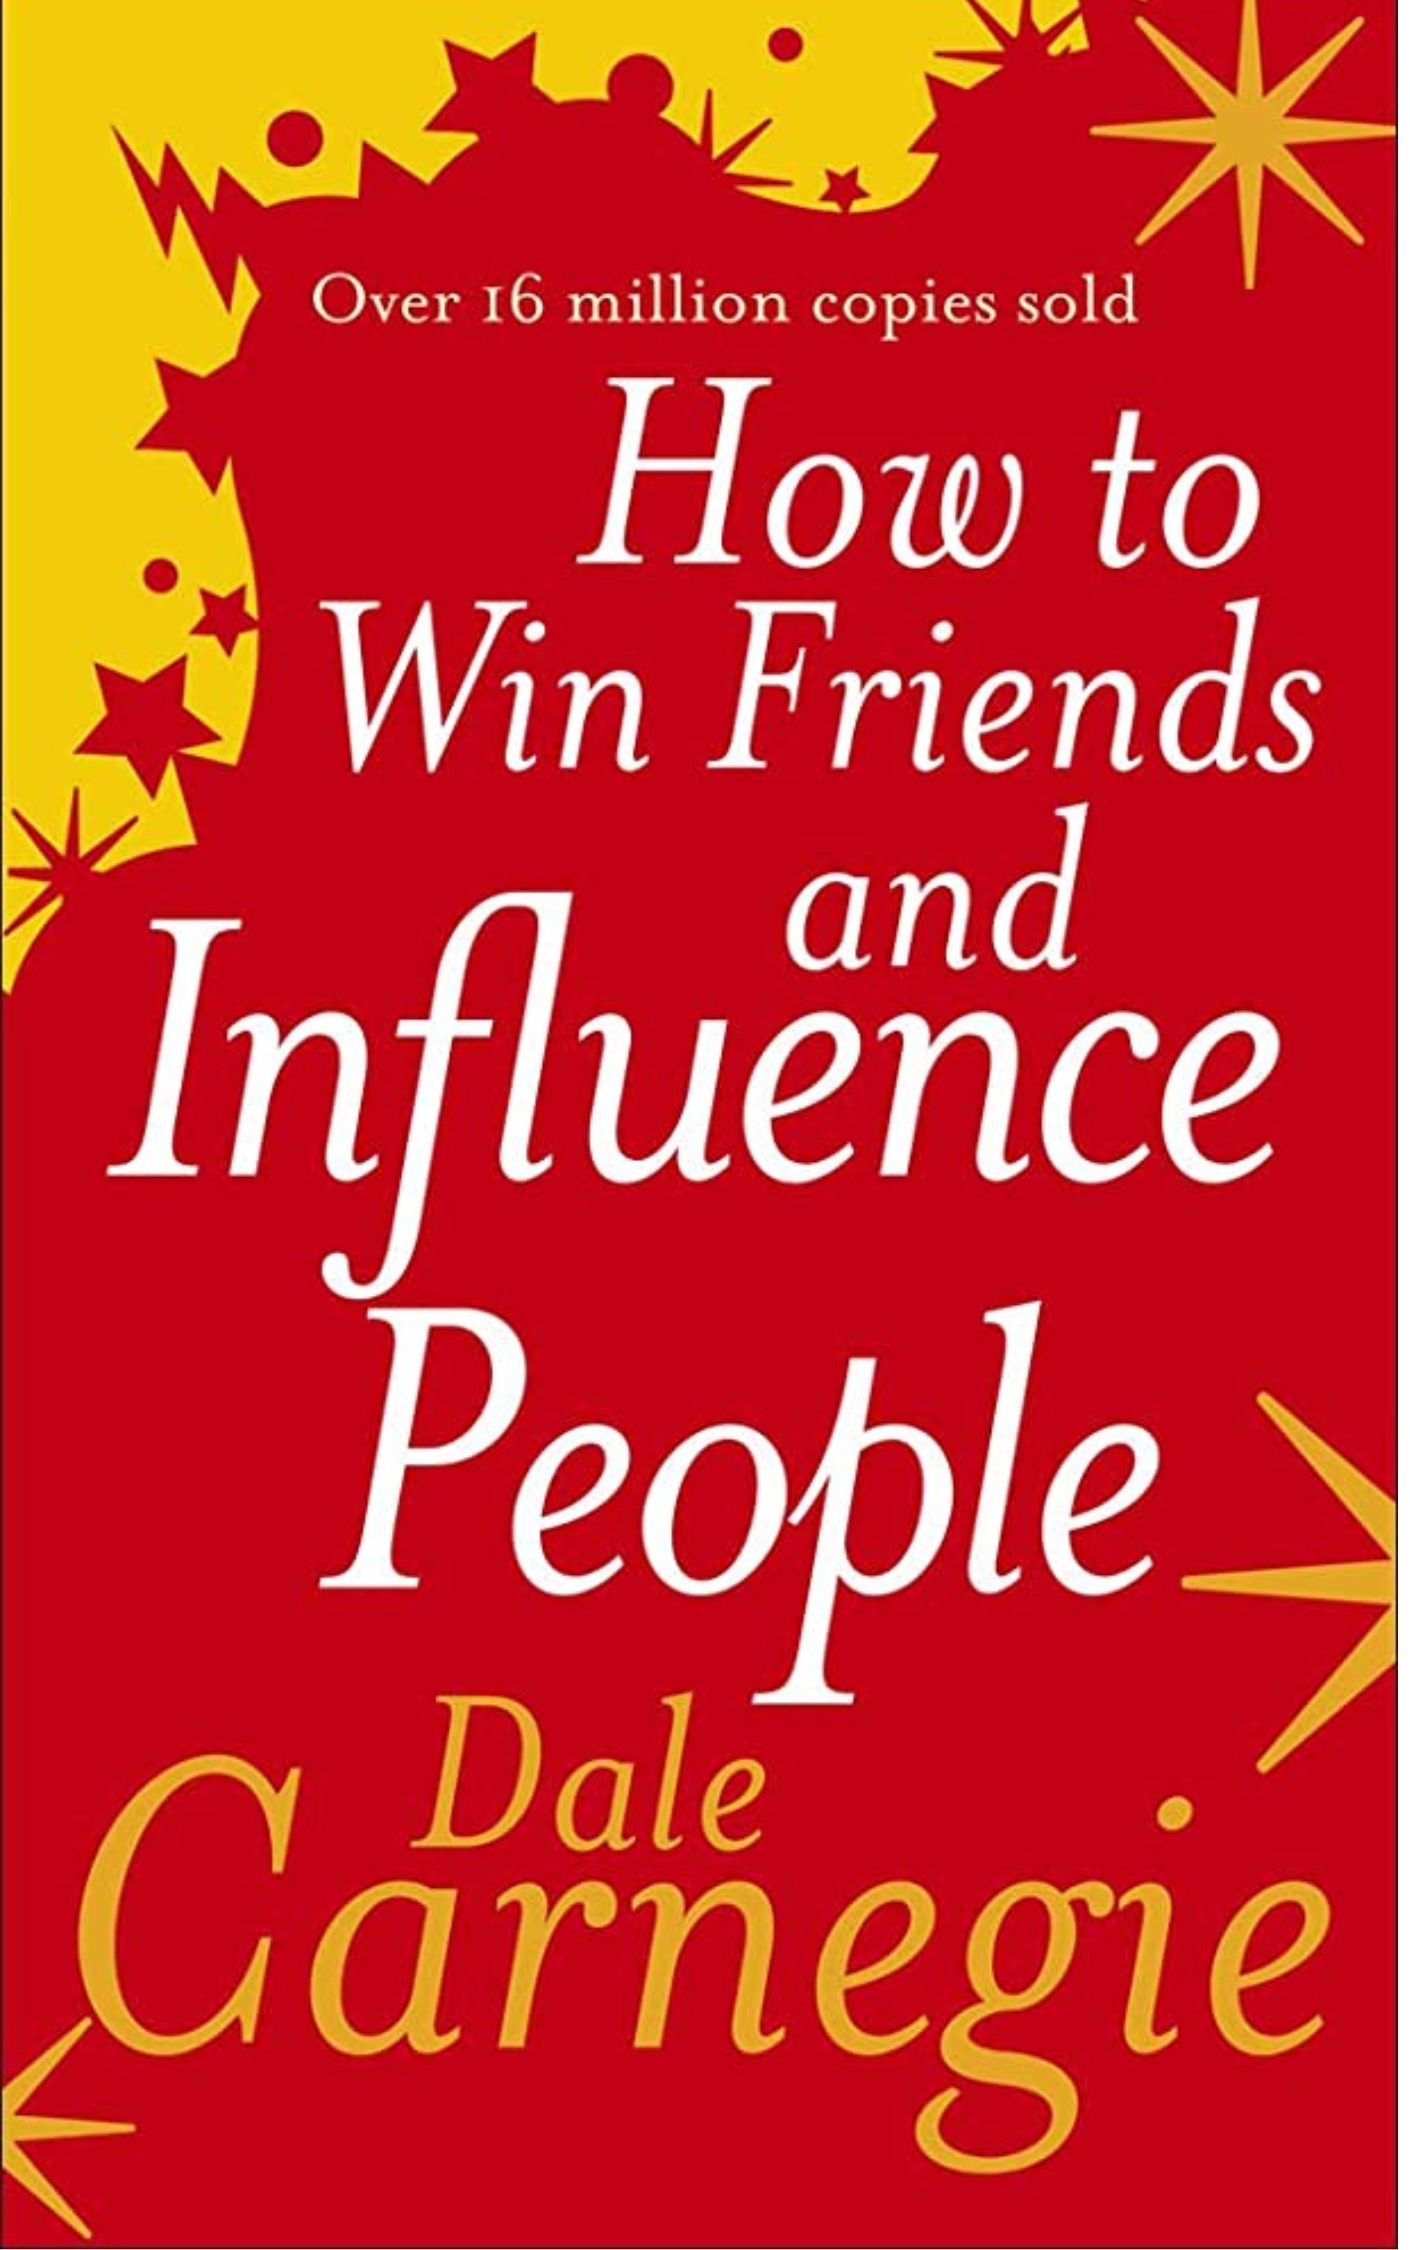 Over 16 million copies sold
How to
Win Friends
and
Influence
People
Dale
Carnegie